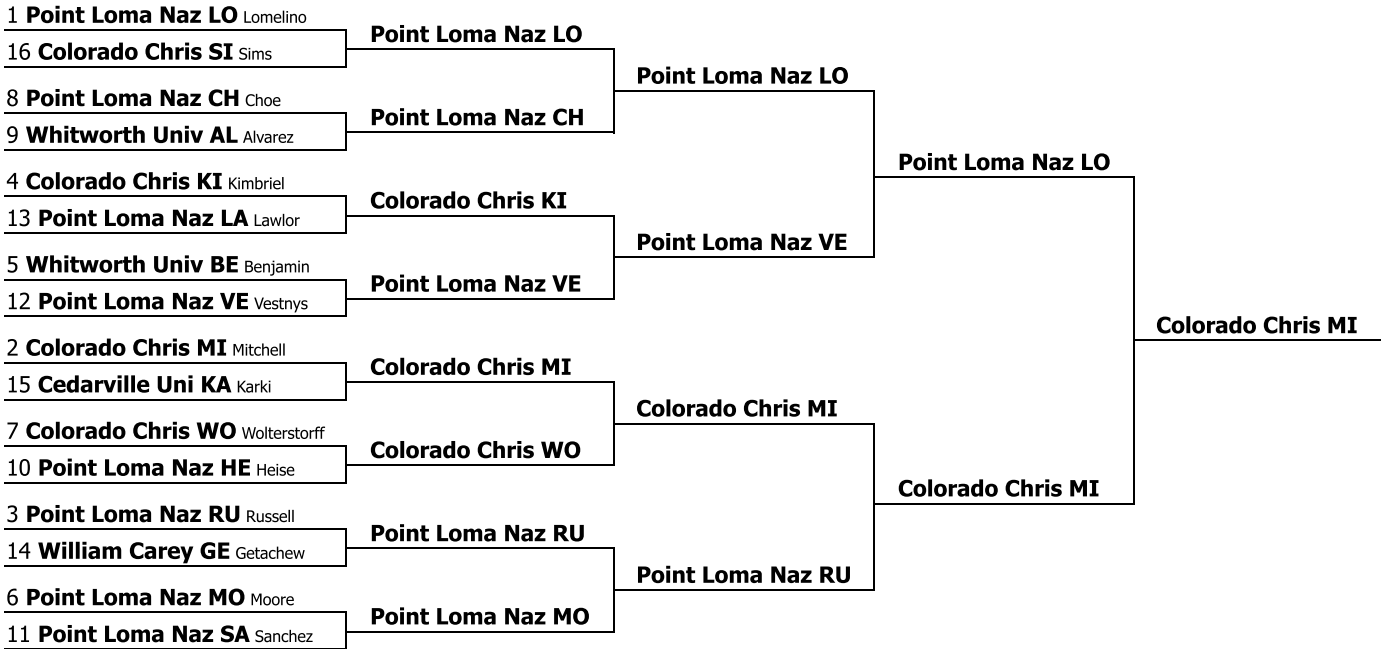 1 Point Loma Naz LO Lomelino
16 Colorado Chris SI Sims
8 Point Loma Naz CH Choe
9 Whitworth Univ AL Alvarez
4 Colorado Chris KI Kimbriel
13 Point Loma Naz LA Lawlor
5 Whitworth Univ BE Benjamin
12 Point Loma Naz VE Vestnys
2 Colorado Chris MI Mitchell
15 Cedarville Uni KA Karki
7 Colorado Chris WO Wolterstorff
10 Point Loma Naz HE Heise
3 Point Loma Naz RU Russell
14 William Carey GE Getachew
6 Point Loma Naz MO Moore
11 Point Loma Naz SA Sanchez
Point Loma Naz LO
Point Loma Naz CH
Colorado Chris KI
Point Loma Naz VE
Colorado Chris MI
Colorado Chris WO
Point Loma Naz RU
Point Loma Naz MO
Point Loma Naz LO
Point Loma Naz VE
Colorado Chris MI
Point Loma Naz RU
Point Loma Naz LO
Colorado Chris MI
Colorado Chris MI